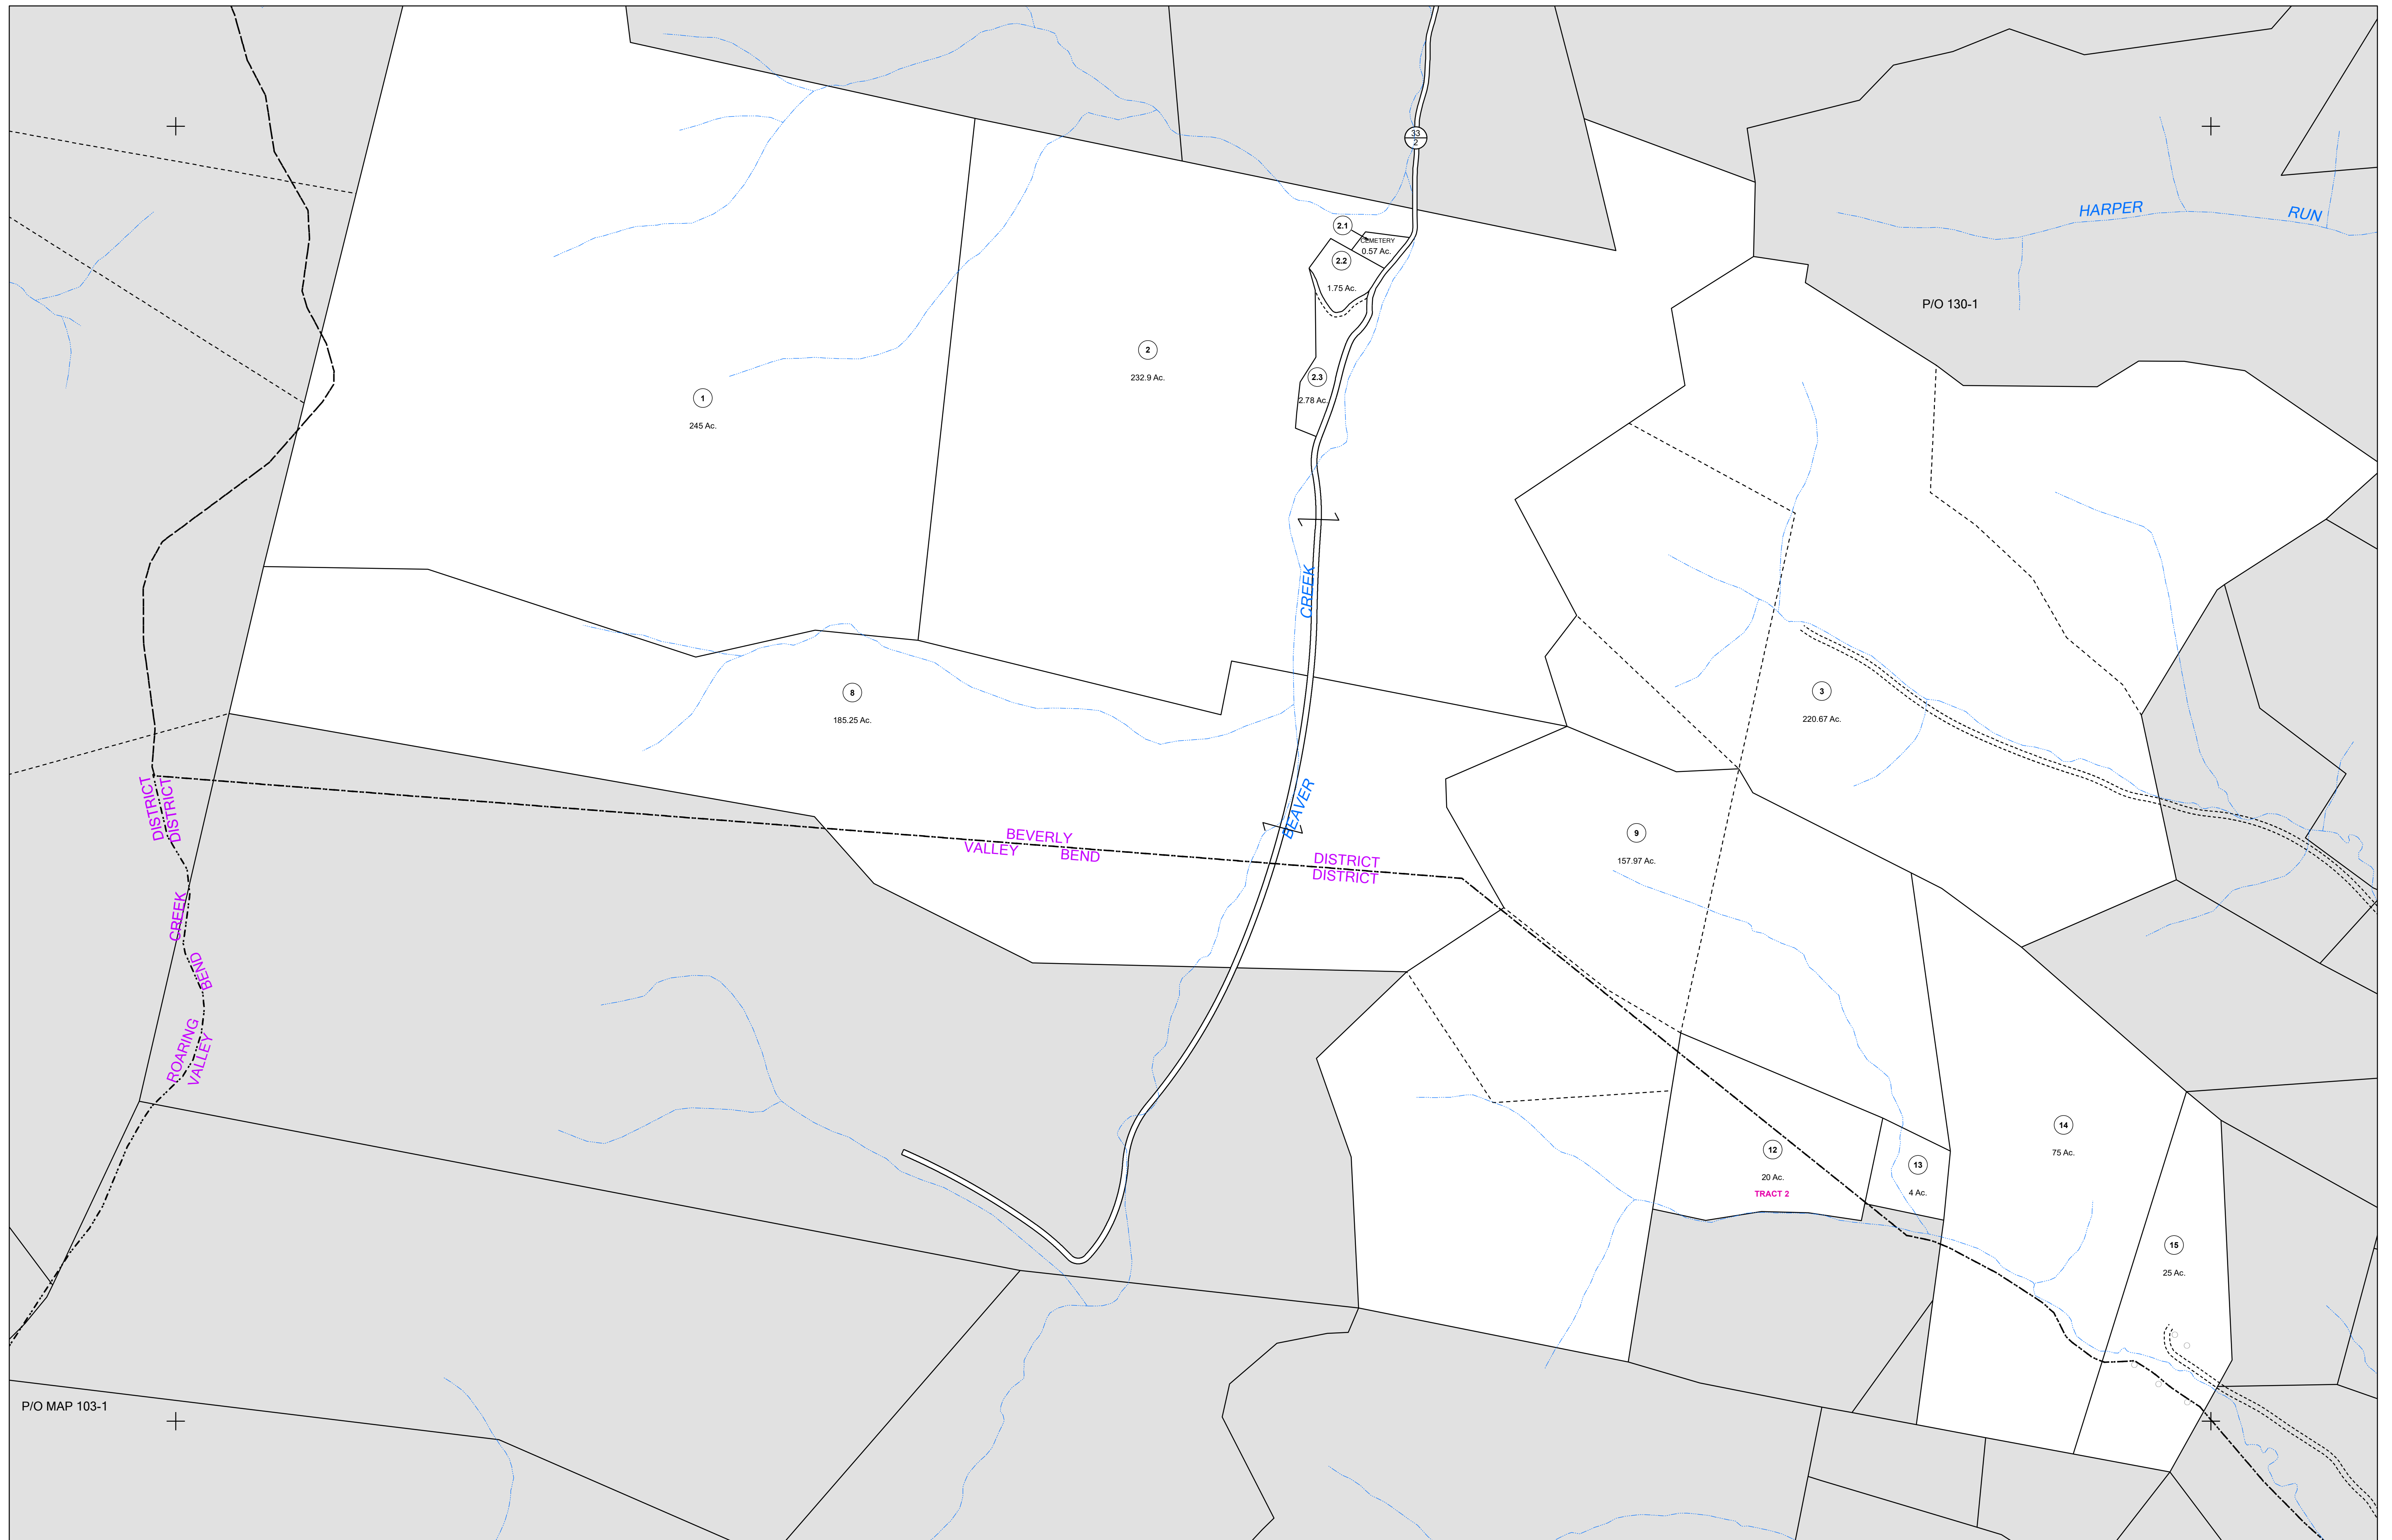 33
2
HARPER RUN
2.1
CEMETERY
0.57 Ac.
2.2
1.75 Ac.
P/O 130-1
2
232.9 Ac.
2.3
2.78 Ac.
1
245 Ac.
CREEK
8
185.25 Ac.
3
220.67 Ac.
BEAVER
DISTRICT
DISTRICT
BEVERLY
VALLEY BEND
DISTRICT
DISTRICT
9
157.97 Ac.
CREEK
BEND
ROARING
VALLEY
14
75 Ac.
12
20 Ac.
TRACT 2
13
4 Ac.
15
25 Ac.
P/O MAP 103-1